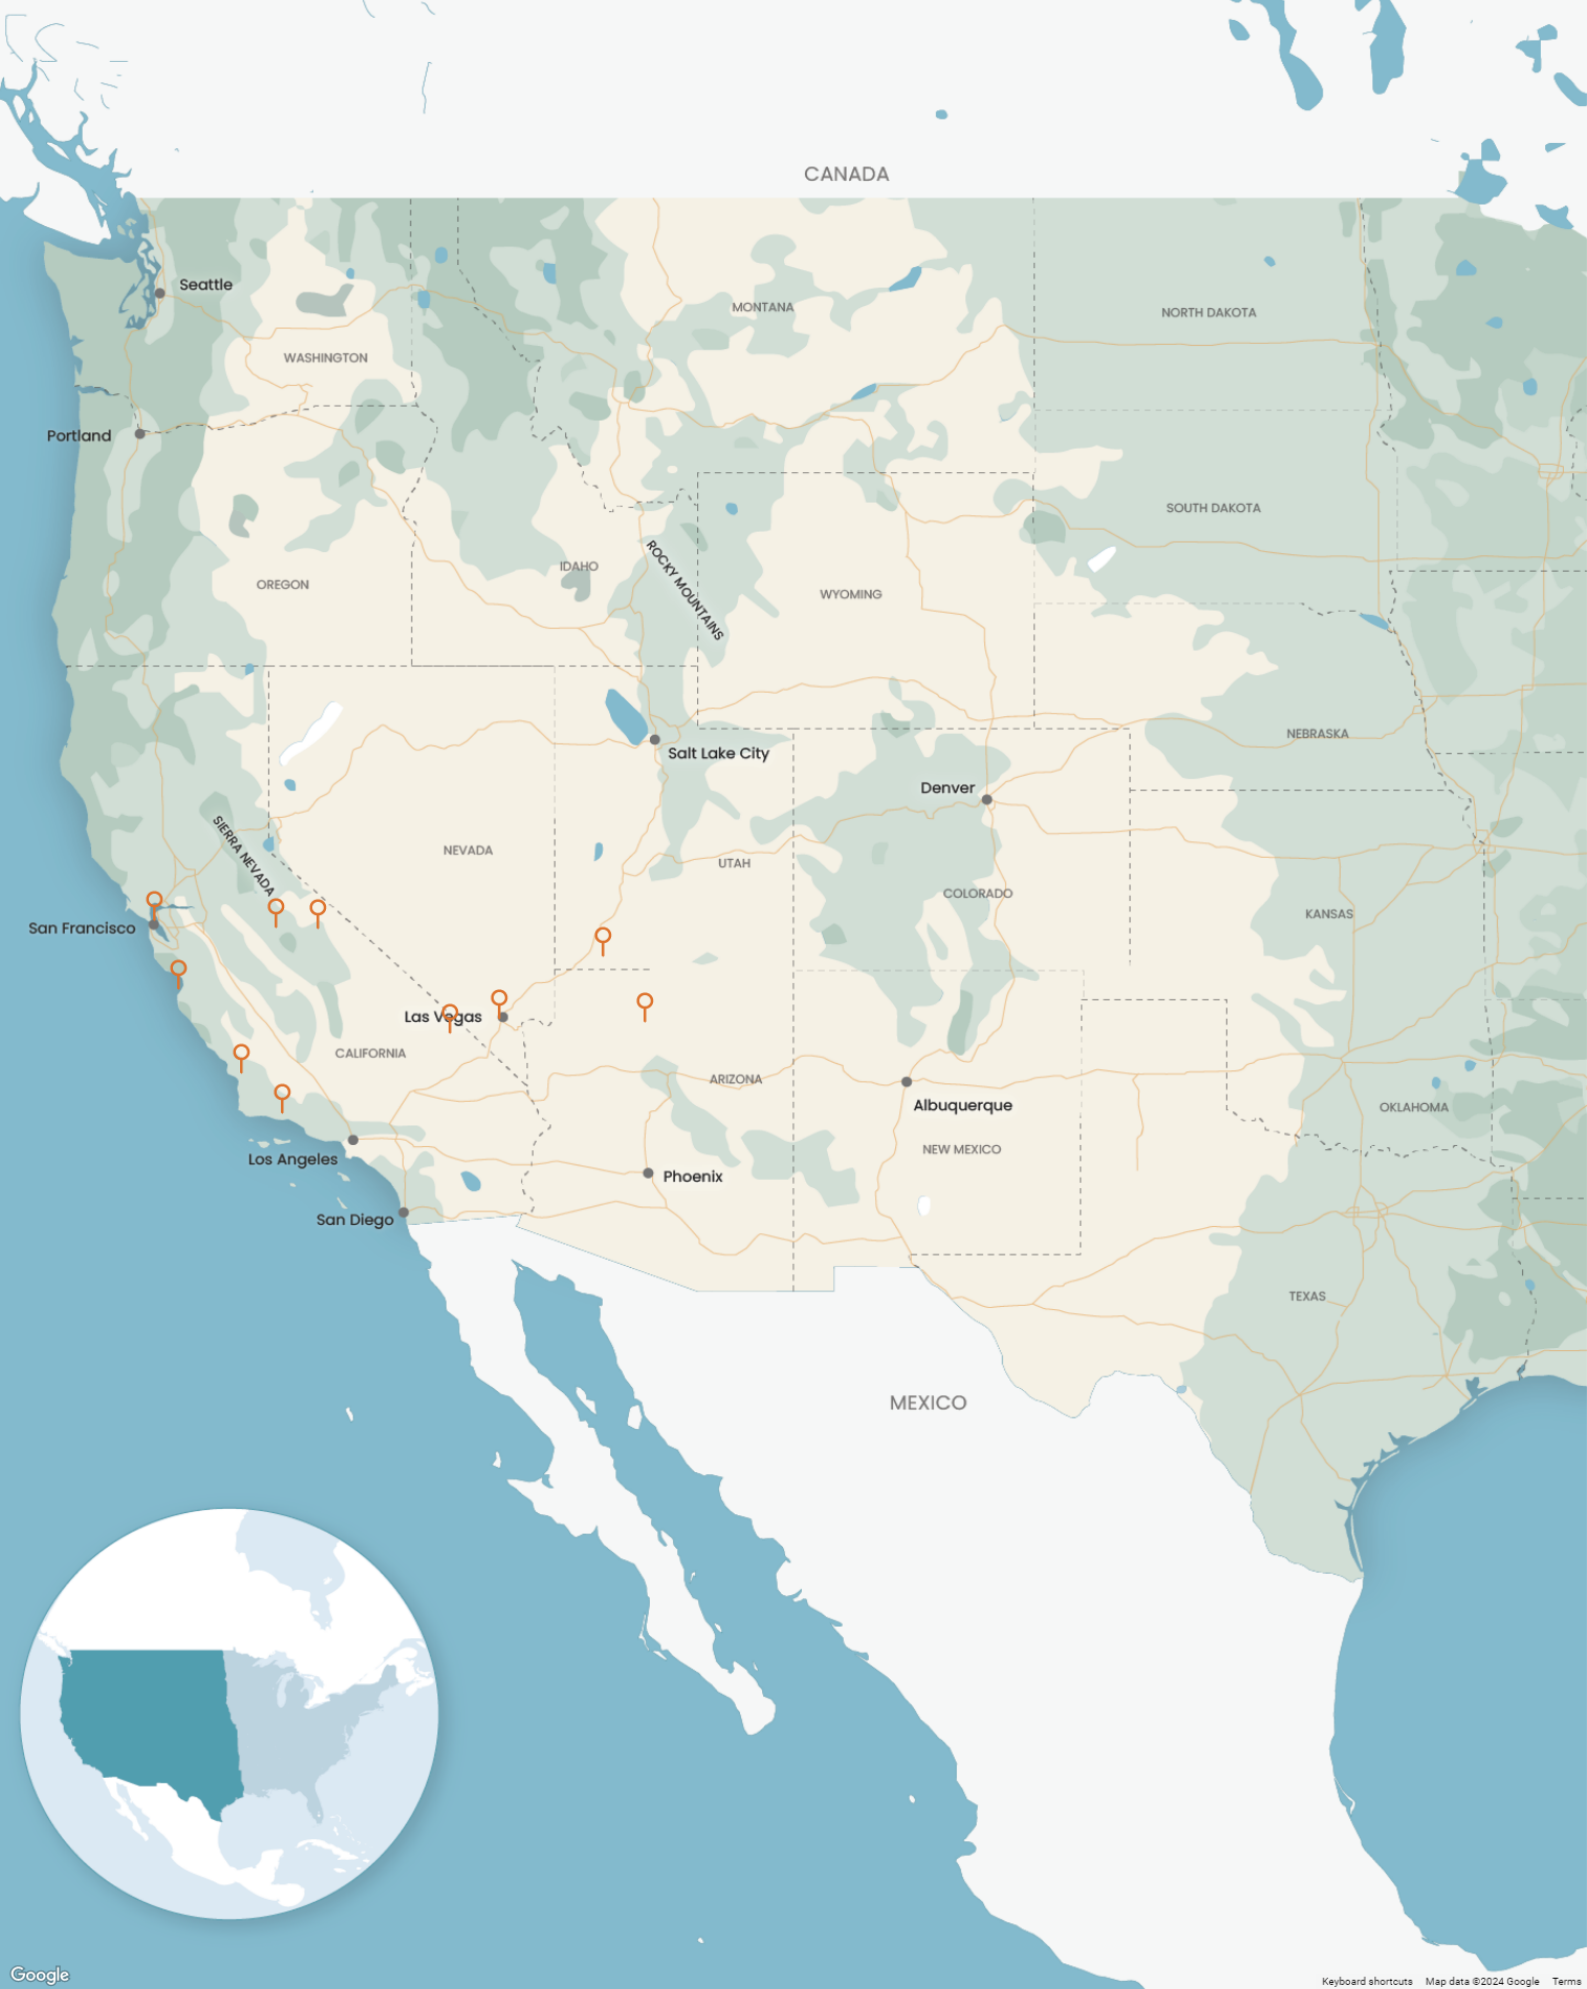 CANADA
Seattle
MONTANA
NORTH DAKOTA
WASHINGTON
Portland
SOUTH DAKOTA
ROCKY MOUNTAINS
IDAHO
OREGON
WYOMING
NEBRASKA
Salt Lake City
Denver
SIERRA NEVADA
NEVADA
UTAH
COLORADO
KANSAS
San Francisco
Las Vegas
CALIFORNIA
ARIZONA
Albuquerque
OKLAHOMA
NEW MEXICO
Los Angeles
Phoenix
San Diego
TEXAS
MEXICO
Google
Keyboard shortcuts Map data ©2024 Google Terms